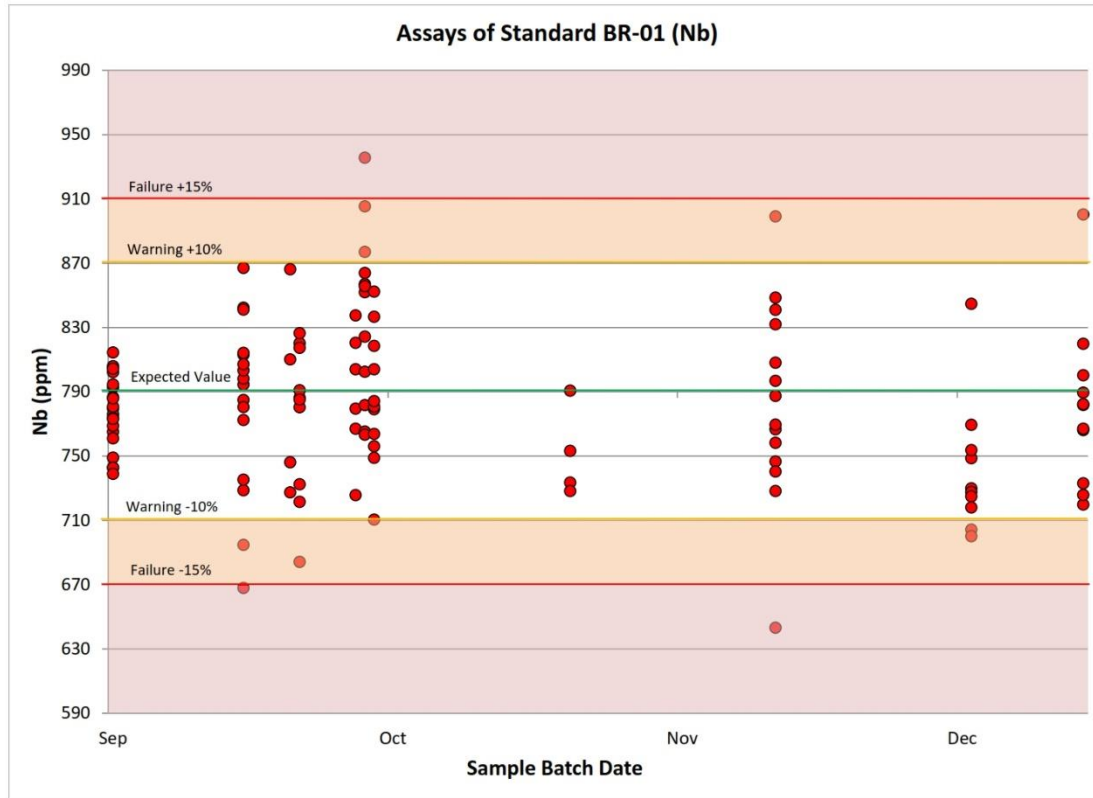 Assays of Standard BR-01 (Nb)
990
950
Failure +15%
910
Warning +10%
870
830
Expected Value
790
Nb (ppm)
750
Warning -10%
710
Failure -15%
670
630
590
Sep Oct Nov Dec
Sample Batch Date